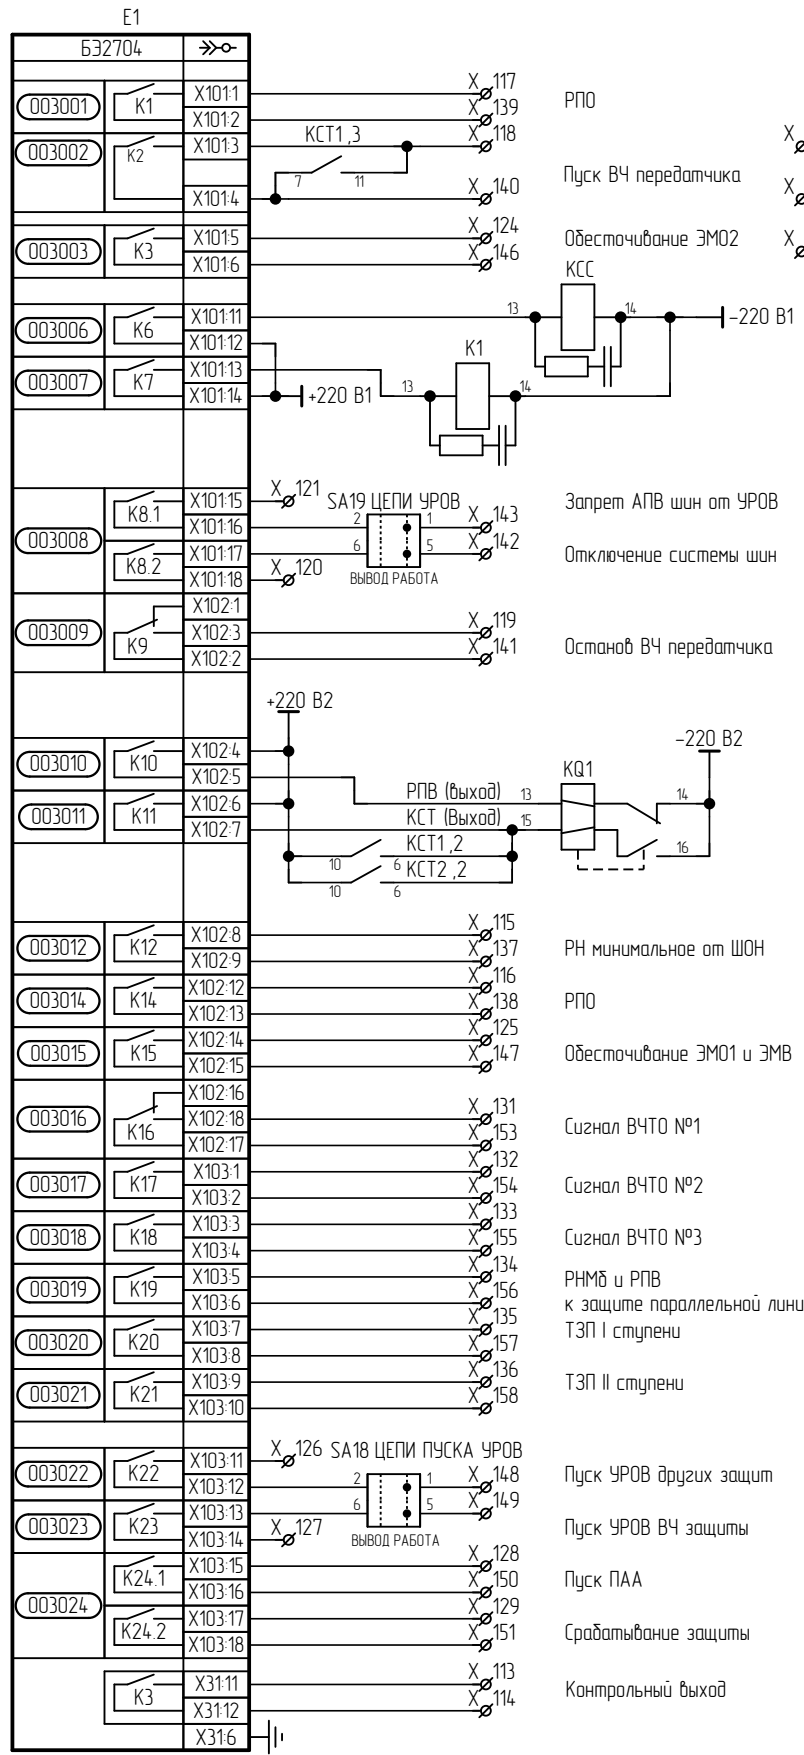 E1
БЭ2704
003001 K1 X101:1 X 117
X101:2 X 139
РПО
003002 K2 X101:3 KCT1,3 X 118 X
7 11
Пуск ВЧ передатчика
X101:4 X 140 X
003003 K3 X101:5 X 124
Обесточивание ЭМО2 X
X101:6 X 146
KCC
003006 K6 X101:11 13 14 -220 В1
X101:12
K1
003007 K7 X101:13 13 14
X101:14 +220 В1
003008 K8.1 X101:15 X 121 SA19 ЦЕПИ УРОВ
Запрет АПВ шин от УРОВ
X101:16 2 1 X 143
K8.2 X101:17 6 5 X 142
Отключение системы шин
X101:18 X 120 ВЫВОД РАБОТА
003009 K9 X102:1
X102:3 X 119
X102:2 X 141
Останов ВЧ передатчика
+220 В2
-220 В2
003010 K10 X102:4
KQ1
X102:5 РПВ (выход) 13 14
003011 K11 X102:6
X102:7 КСТ (Выход) 15 16
KCT1,2
10 6
KCT2,2
10 6
003012 K12 X102:8 X 115
X102:9 X 137
РН минимальное от ШОН
003014 K14 X102:12 X 116
X102:13 X 138
РПО
003015 K15 X102:14 X 125
X102:15 X 147
Обесточивание ЭМО1 и ЭМВ
003016 K16 X102:16
X102:18 X 131
X102:17 X 153
Сигнал ВЧТО №1
003017 K17 X103:1 X 132
X103:2 X 154
Сигнал ВЧТО №2
003018 K18 X103:3 X 133
X103:4 X 155
Сигнал ВЧТО №3
003019 K19 X103:5 X 134
X103:6 X 156
РНМб и РПВ
к защите параллельной лини
003020 K20 X103:7 X 135
X103:8 X 157
ТЗП I ступени
003021 K21 X103:9 X 136
X103:10 X 158
ТЗП II ступени
003022 K22 X103:11 X 126 SA18 ЦЕПИ ПУСКА УРОВ
X103:12 2 1 X 148
Пуск УРОВ других защит
003023 K23 X103:13 6 5 X 149
X103:14 X 127 ВЫВОД РАБОТА
Пуск УРОВ ВЧ защиты
003024 K24.1 X103:15 X 128
X103:16 X 150
Пуск ПАА
K24.2 X103:17 X 129
X103:18 X 151
Срабатывание защиты
K3 X31:11 X 113
X31:12 X 114
Контрольный выход
X31:6